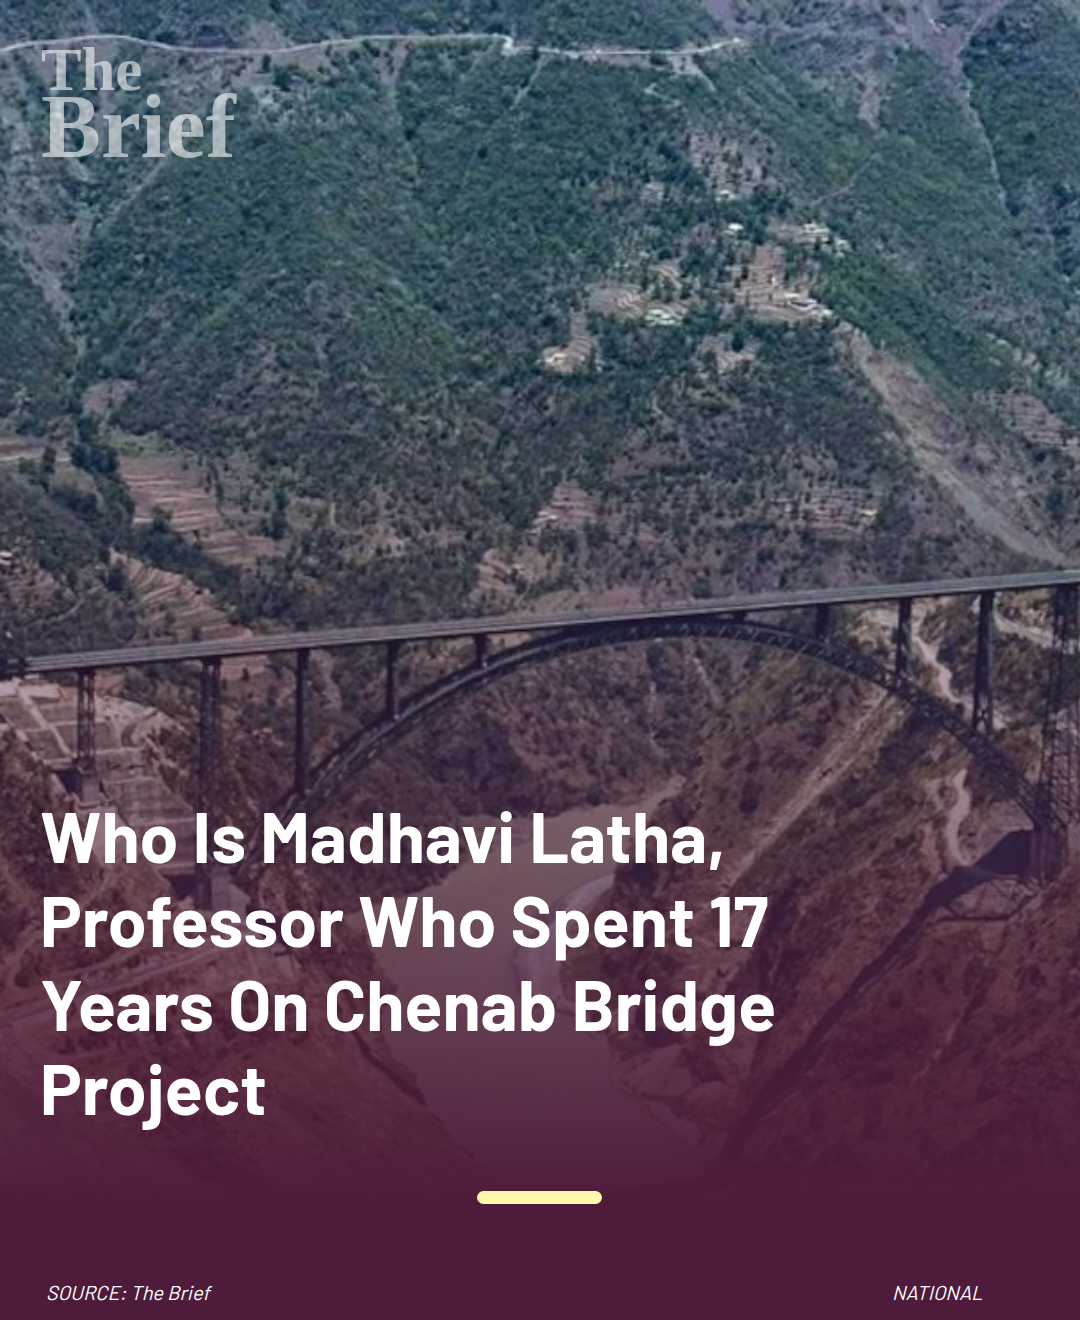 The
Brief
Who Is Madhavi Latha,
Professor Who Spent 17
Years On Chenab Bridge
Project
SOURCE: The Brief
NATIONAL